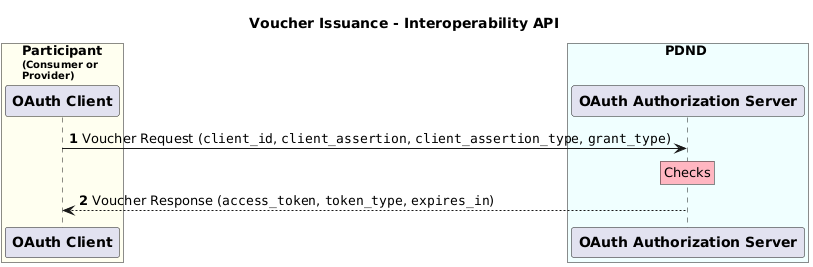 Voucher Issuance - Interoperability API
Participant
(Consumer or
Provider)
PDND
OAuth Client
OAuth Authorization Server
1 Voucher Request (client_id, client_assertion, client_assertion_type, grant_type)
Checks
2 Voucher Response (access_token, token_type, expires_in)
OAuth Client
OAuth Authorization Server